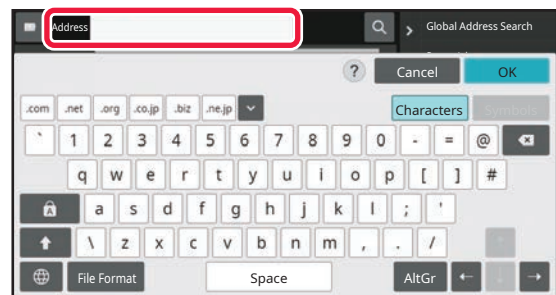 Address
Global Address Search
?
Cancel
OK
.com .net .org .co.jp .biz .ne.jp
Characters
Symbols
` 1 2 3 4 5 6 7 8 9 0 - = @
q w e r t y u i o p [ ] #
A a s d f g h j k l ; '
\ z x c v b n m , . /
File Format
Space
AltGr